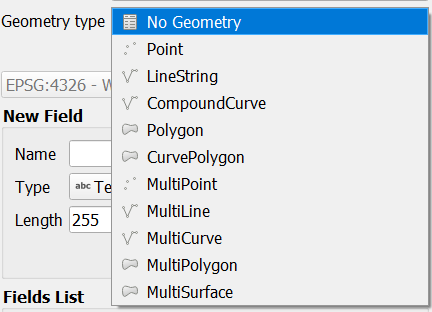 Geometry type
No Geometry
Point
LineString
CompoundCurve
Polygon
CurvePolygon
MultiPoint
MultiLine
MultiCurve
MultiPolygon
MultiSurface
EPSG:4326 - W
New Field
Name
Type abc Te
Length 255
Fields List